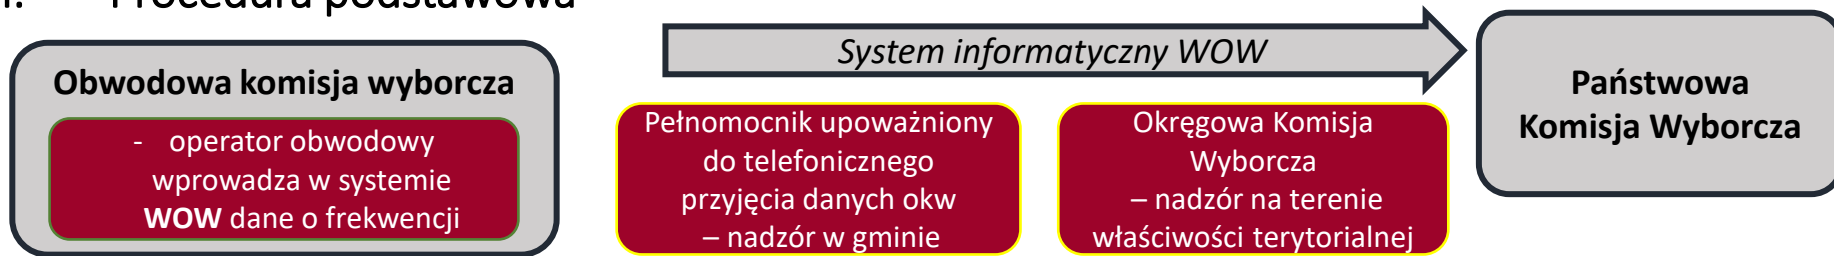 Procedura podstawowa
Obwodowa komisja wyborcza
- operator obwodowy
wprowadza w systemie
WOW dane o frekwencji
System informatyczny WOW
Pełnomocnik upoważniony
do telefonicznego
przyjęcia danych okw
– nadzór w gminie
Okręgowa Komisja
Wyborcza
– nadzór na terenie
właściwości terytorialnej
Państwowa
Komisja Wyborcza